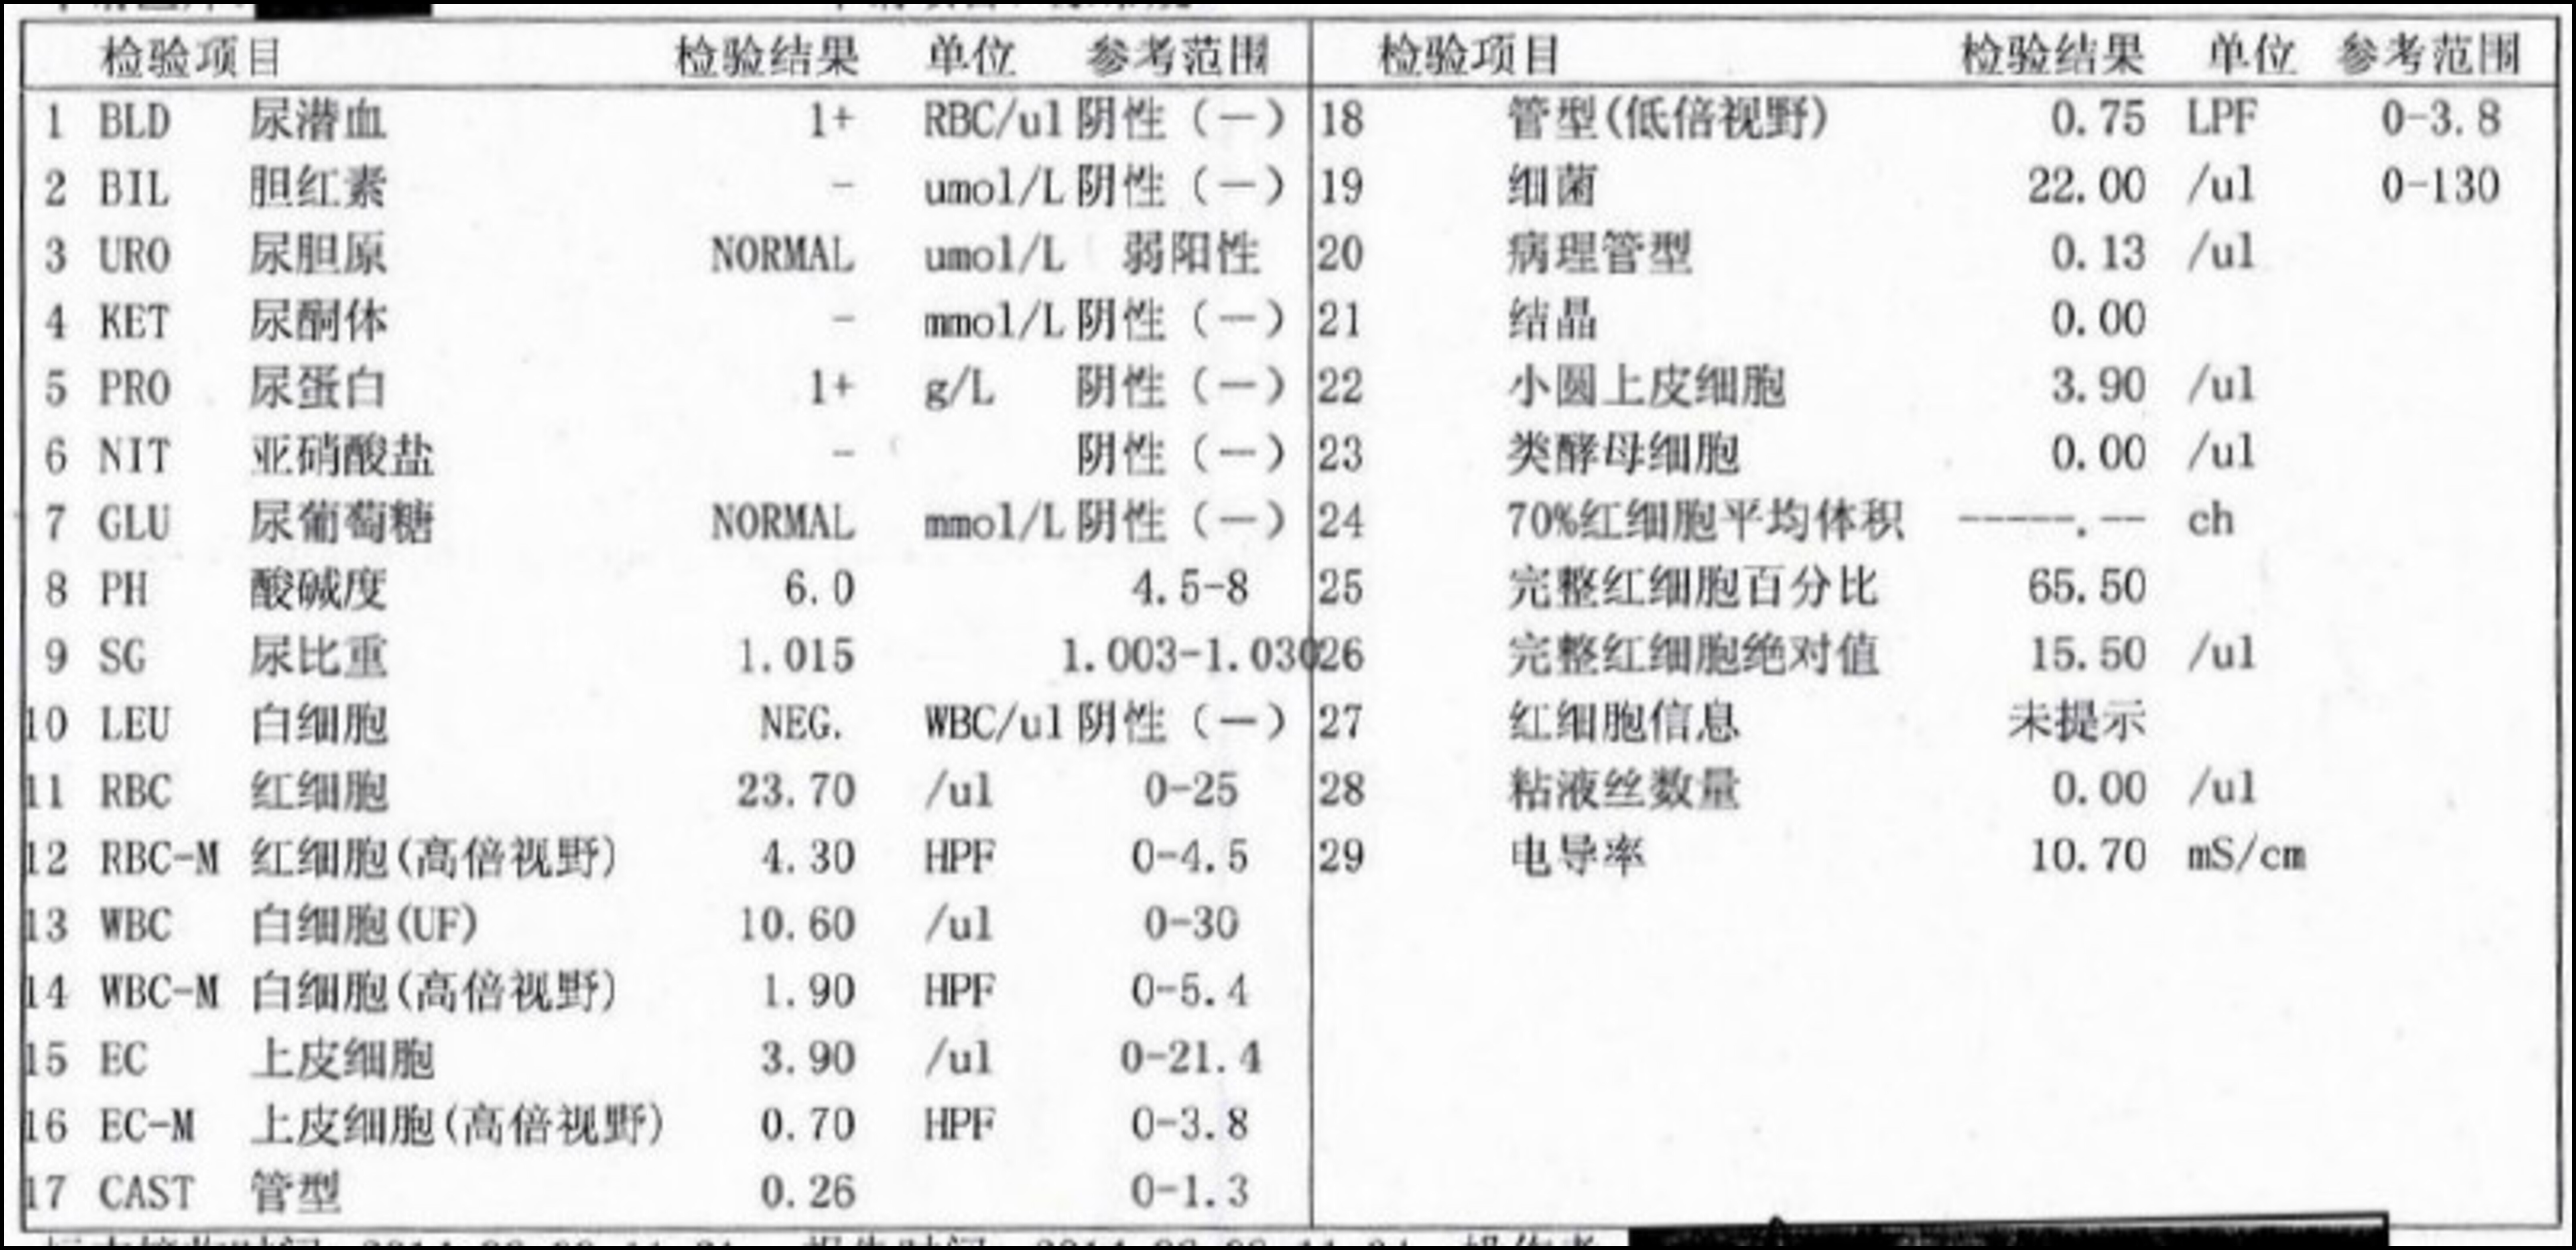 检验项目 检验结果 单位 参考范围
1 BLD 尿潜血 1+ RBC/ul 阴性（一）
2 BIL 胆红素 - umol/L 阴性（一）
3 URO 尿胆原 NORMAL umol/L 弱阳性
4 KET 尿酮体 - mmol/L 阴性（一）
5 PRO 尿蛋白 1+ g/L 阴性（一）
6 NIT 亚硝酸盐 - 阴性（一）
7 GLU 尿葡萄糖 NORMAL mmol/L 阴性（一）
8 PH 酸碱度 6.0 4.5-8
9 SG 尿比重 1.015 1.003-1.030
10 LEU 白细胞 NEG. WBC/ul 阴性（一）
11 RBC 红细胞 23.70 /ul 0-25
12 RBC-M 红细胞(高倍视野) 4.30 HPF 0-4.5
13 WBC 白细胞(UF) 10.60 /ul 0-30
14 WBC-M 白细胞(高倍视野) 1.90 HPF 0-5.4
15 EC 上皮细胞 3.90 /ul 0-21.4
16 EC-M 上皮细胞(高倍视野) 0.70 HPF 0-3.8
17 CAST 管型 0.26 0-1.3
检验项目 检验结果 单位 参考范围
18 管型(低倍视野) 0.75 LPF 0-3.8
19 细菌 22.00 /ul 0-130
20 病理管型 0.13 /ul
21 结晶 0.00
22 小圆上皮细胞 3.90 /ul
23 类酵母细胞 0.00 /ul
24 70%红细胞平均体积 -----.-- ch
25 完整红细胞百分比 65.50
26 完整红细胞绝对值 15.50 /ul
27 红细胞信息 未提示
28 粘液丝数量 0.00 /ul
29 电导率 10.70 mS/cm